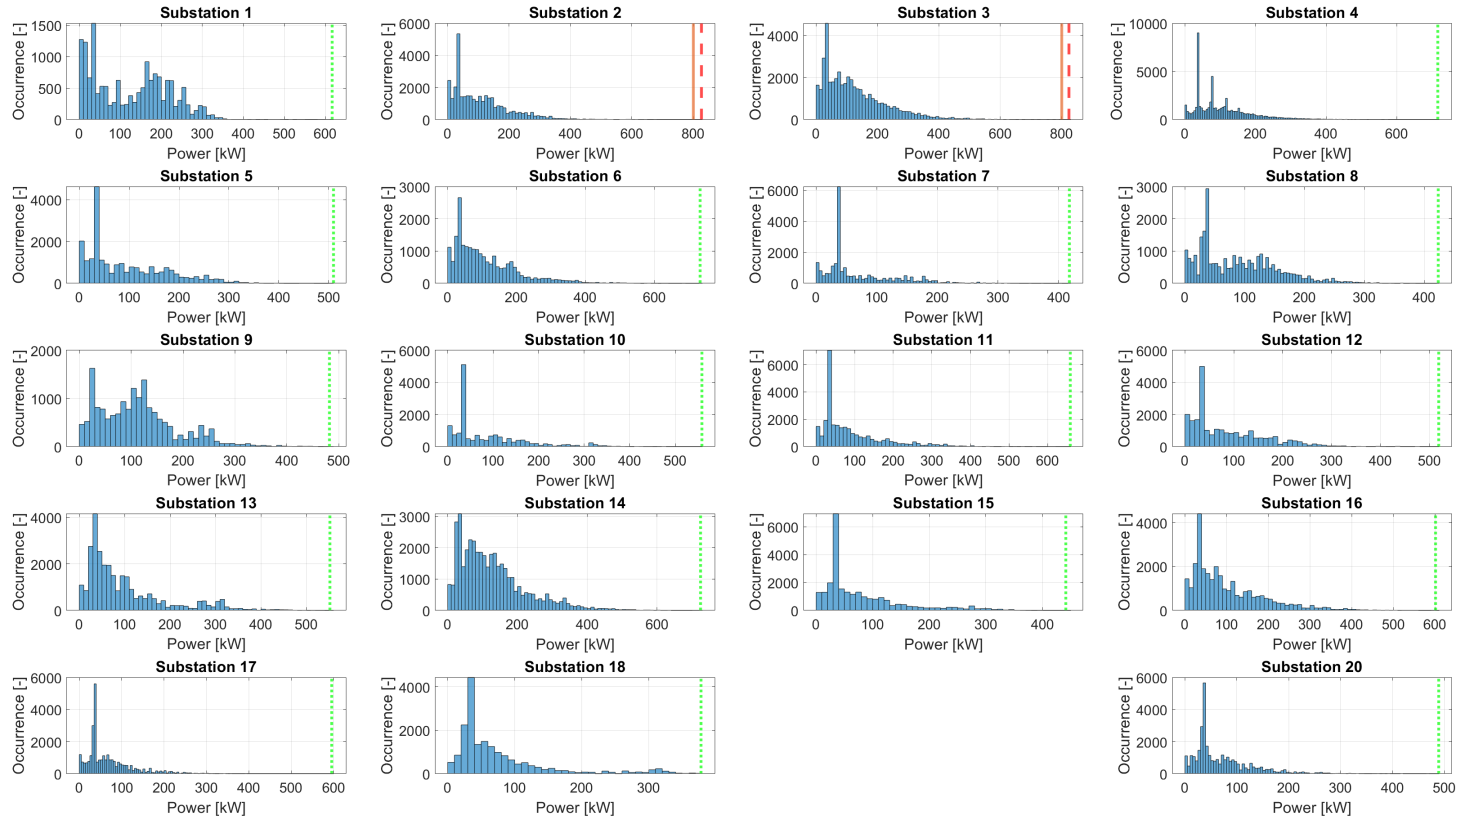 Substation 1
Occurrence [-]
1500
1000
500
0
0 100 200 300 400 500 600
Power [kW]
Substation 2
Occurrence [-]
6000
4000
2000
0
0 200 400 600 800
Power [kW]
Substation 3
Occurrence [-]
4000
2000
0
0 200 400 600 800
Power [kW]
Substation 4
Occurrence [-]
10000
5000
0
0 200 400 600
Power [kW]
Substation 5
Occurrence [-]
4000
2000
0
0 100 200 300 400 500
Power [kW]
Substation 6
Occurrence [-]
3000
2000
1000
0
0 200 400 600
Power [kW]
Substation 7
Occurrence [-]
6000
4000
2000
0
0 100 200 300 400
Power [kW]
Substation 8
Occurrence [-]
3000
2000
1000
0
0 100 200 300 400
Power [kW]
Substation 9
Occurrence [-]
2000
1000
0
0 100 200 300 400 500
Power [kW]
Substation 10
Occurrence [-]
6000
4000
2000
0
0 100 200 300 400 500
Power [kW]
Substation 11
Occurrence [-]
6000
4000
2000
0
0 100 200 300 400 500 600
Power [kW]
Substation 12
Occurrence [-]
6000
4000
2000
0
0 100 200 300 400 500
Power [kW]
Substation 13
Occurrence [-]
4000
2000
0
0 100 200 300 400 500
Power [kW]
Substation 14
Occurrence [-]
3000
2000
1000
0
0 200 400 600
Power [kW]
Substation 15
Occurrence [-]
6000
4000
2000
0
0 100 200 300 400
Power [kW]
Substation 16
Occurrence [-]
4000
2000
0
0 100 200 300 400 500 600
Power [kW]
Substation 17
Occurrence [-]
6000
4000
2000
0
0 100 200 300 400 500 600
Power [kW]
Substation 18
Occurrence [-]
4000
2000
0
0 100 200 300
Power [kW]
Substation 20
Occurrence [-]
6000
4000
2000
0
0 100 200 300 400 500
Power [kW]